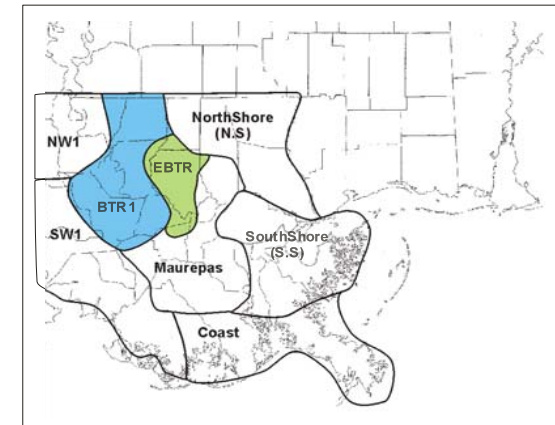 NorthShore
(N.S)
NW1
EBTR
BTR1
SW1
SouthShore
(S.S)
Maurepas
Coast